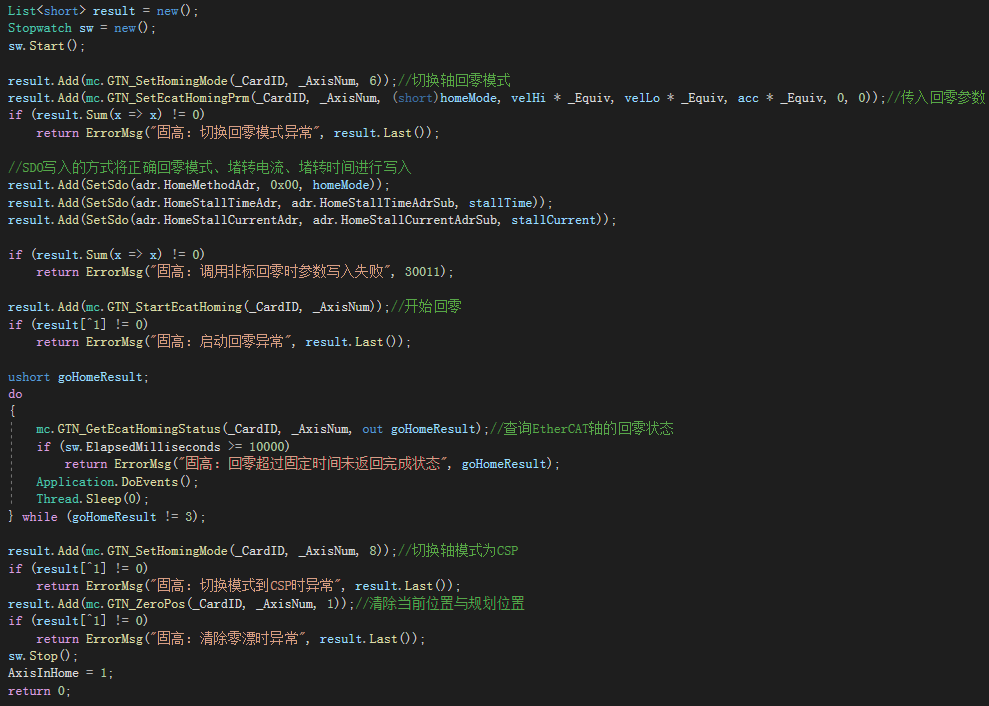 List<short> result = new();
Stopwatch sw = new();
sw.Start();
result.Add(mc.GTN_SetHomingMode(_CardID, _AxisNum, 6));//切换轴回零模式
result.Add(mc.GTN_SetEcatHomingPrm(_CardID, _AxisNum, (short)homeMode, velHi * _Equiv, velLo * _Equiv, acc * _Equiv, 0, 0));//传入回零参数
if (result.Sum(x => x) != 0)
    return ErrorMsg("固高: 切换回零模式异常", result.Last());
//SDO写入的方式将正确回零模式、堵转电流、堵转时间进行写入
result.Add(SetSdo(adr.HomeMethodAdr, 0x00, homeMode));
result.Add(SetSdo(adr.HomeStallTimeAdr, adr.HomeStallTimeAdrSub, stallTime));
result.Add(SetSdo(adr.HomeStallCurrentAdr, adr.HomeStallCurrentAdrSub, stallCurrent));
if (result.Sum(x => x) != 0)
    return ErrorMsg("固高: 调用非标回零时参数写入失败", 30011);
result.Add(mc.GTN_StartEcatHoming(_CardID, _AxisNum));//开始回零
if (result[^1] != 0)
    return ErrorMsg("固高: 启动回零异常", result.Last());
ushort goHomeResult;
do
{
    mc.GTN_GetEcatHomingStatus(_CardID, _AxisNum, out goHomeResult);//查询EtherCAT轴的回零状态
    if (sw.ElapsedMilliseconds >= 10000)
        return ErrorMsg("固高: 回零超过固定时间未返回完成状态", goHomeResult);
    Application.DoEvents();
    Thread.Sleep(0);
} while (goHomeResult != 3);
result.Add(mc.GTN_SetHomingMode(_CardID, _AxisNum, 8));//切换轴模式为CSP
if (result[^1] != 0)
    return ErrorMsg("固高: 切换模式到CSP时异常", result.Last());
result.Add(mc.GTN_ZeroPos(_CardID, _AxisNum, 1));//清除当前位置与规划位置
if (result[^1] != 0)
    return ErrorMsg("固高: 清除零漂时异常", result.Last());
sw.Stop();
AxisInHome = 1;
return 0;